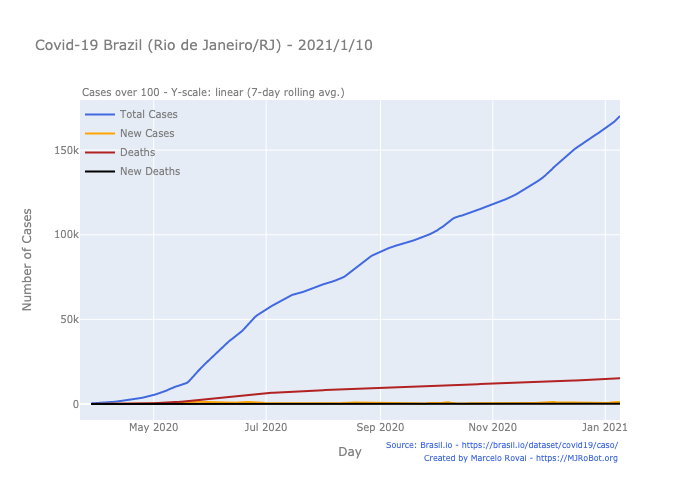 Covid-19 Brazil (Rio de Janeiro/RJ) - 2021/1/10
Cases over 100 - Y-scale: linear (7-day rolling avg.)
Total Cases
New Cases
Deaths
New Deaths
150k
100k
50k
0
Number of Cases
May 2020
Jul 2020
Sep 2020
Nov 2020
Jan 2021
Day
Source: Brasil.io - https://brasil.io/dataset/covid19/caso/
Created by Marcelo Rovai - https://MJRoBot.org